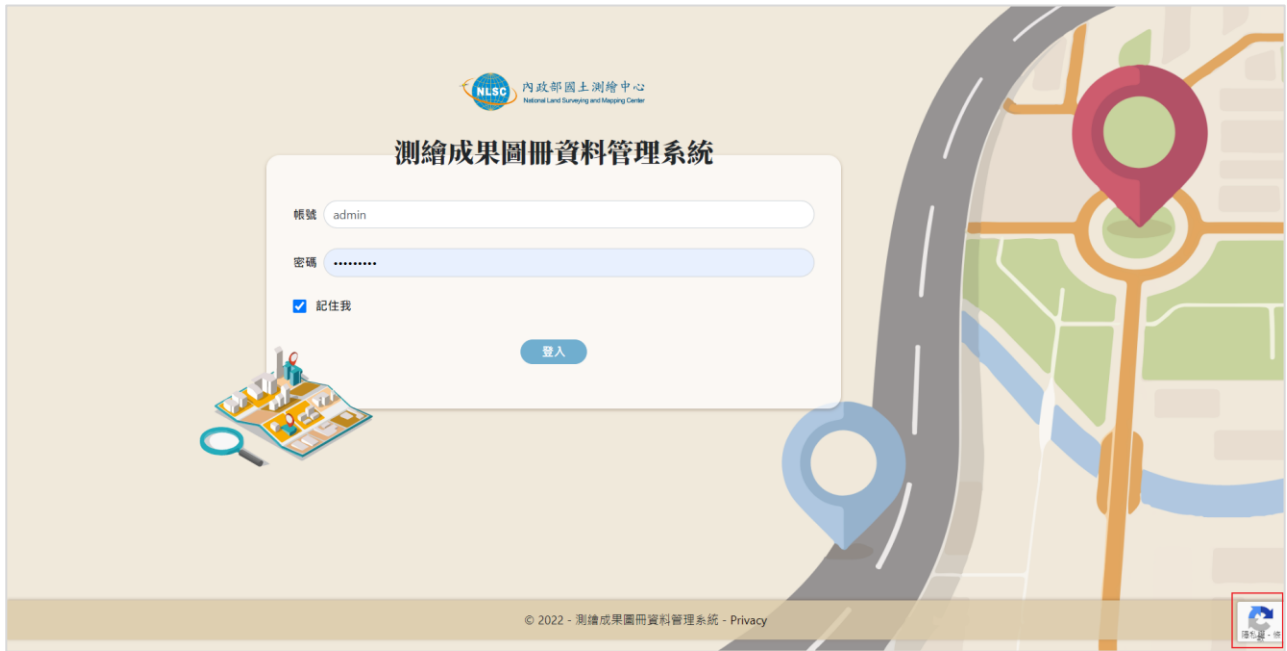 NLSC
內政部國土測繪中心
National Land Surveying and Mapping Center
測繪成果圖冊資料管理系統
帳號 admin
密碼 •••••••••
記住我
登入
© 2022 - 測繪成果圖冊資料管理系統 - Privacy